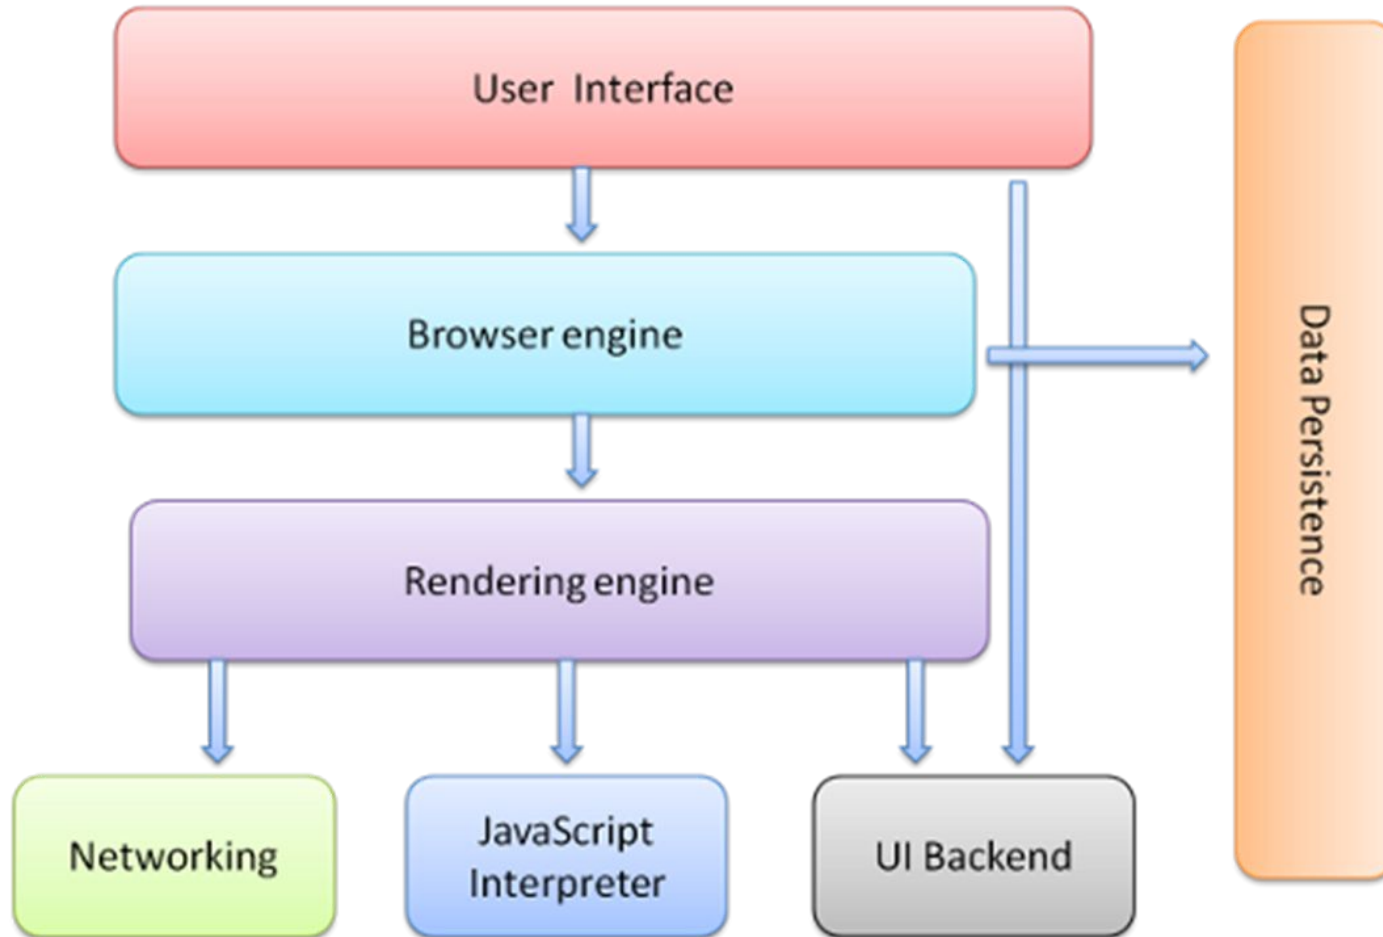 User Interface
Browser engine
Data Persistence
Rendering engine
Networking
JavaScript
Interpreter
UI Backend